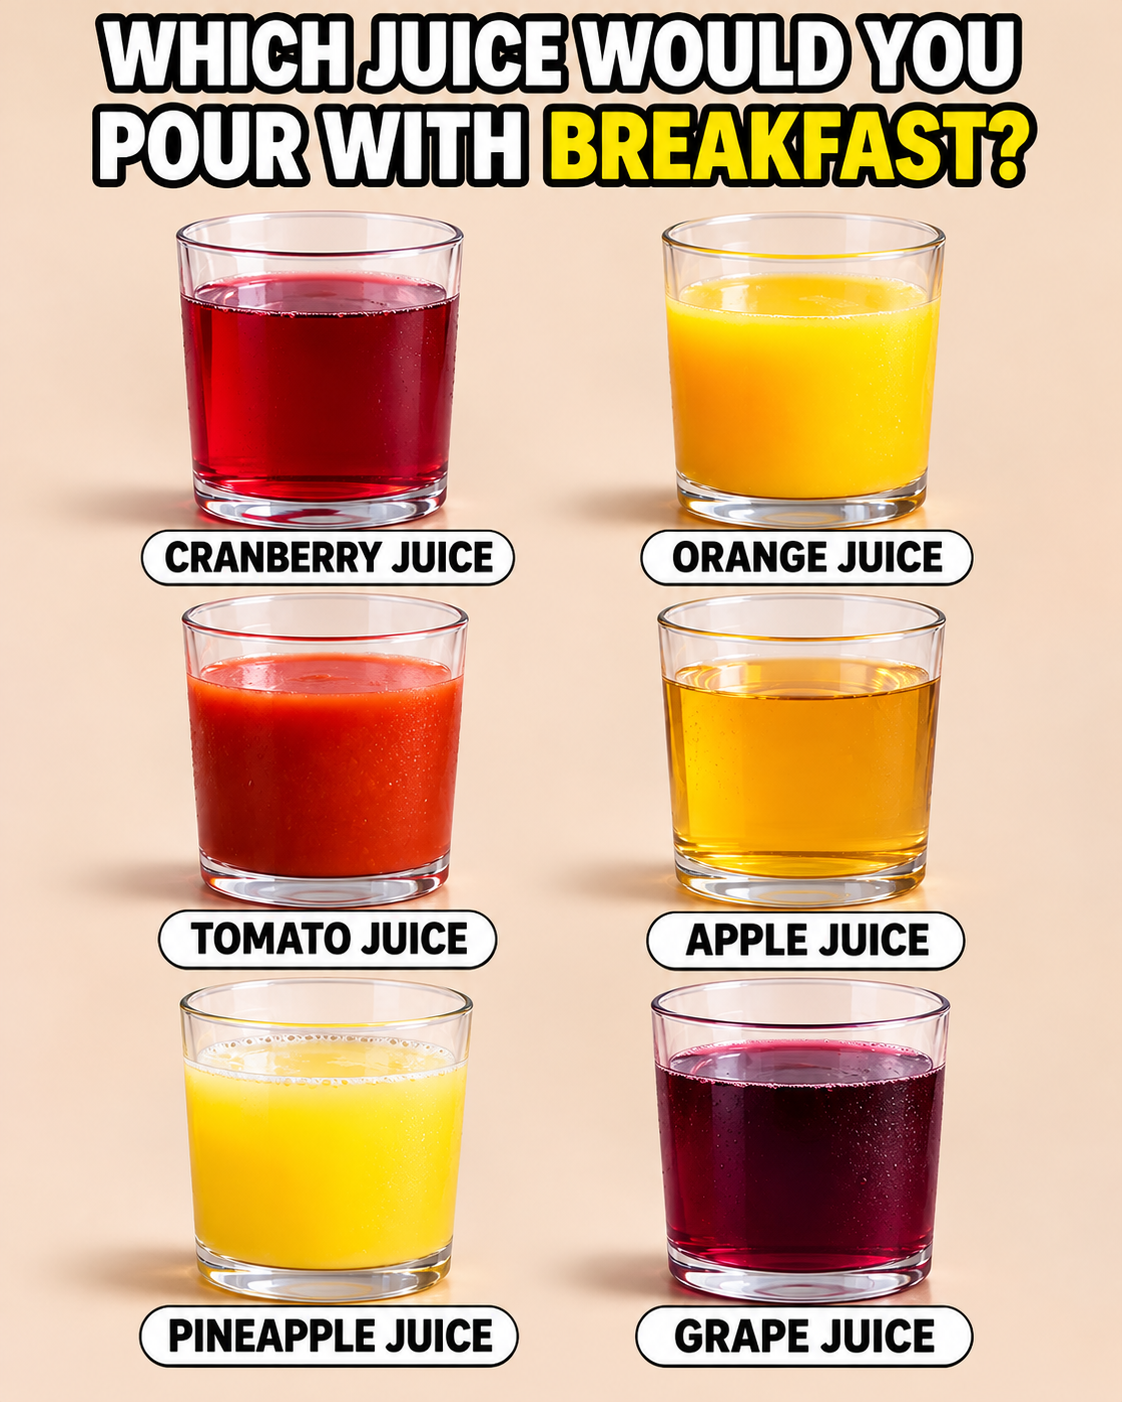 WHICH JUICE WOULD YOU
POUR WITH BREAKFAST?
CRANBERRY JUICE
ORANGE JUICE
TOMATO JUICE
APPLE JUICE
PINEAPPLE JUICE
GRAPE JUICE